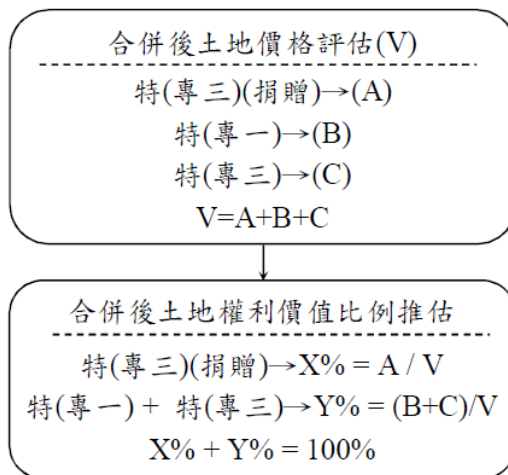 合併後土地價格評估(V)
特(專三)(捐贈)→(A)
特(專一)→(B)
特(專三)→(C)
V=A+B+C
合併後土地權利價值比例推估
特(專三)(捐贈)→X% = A / V
特(專一) + 特(專三)→Y% = (B+C)/V
X% + Y% = 100%